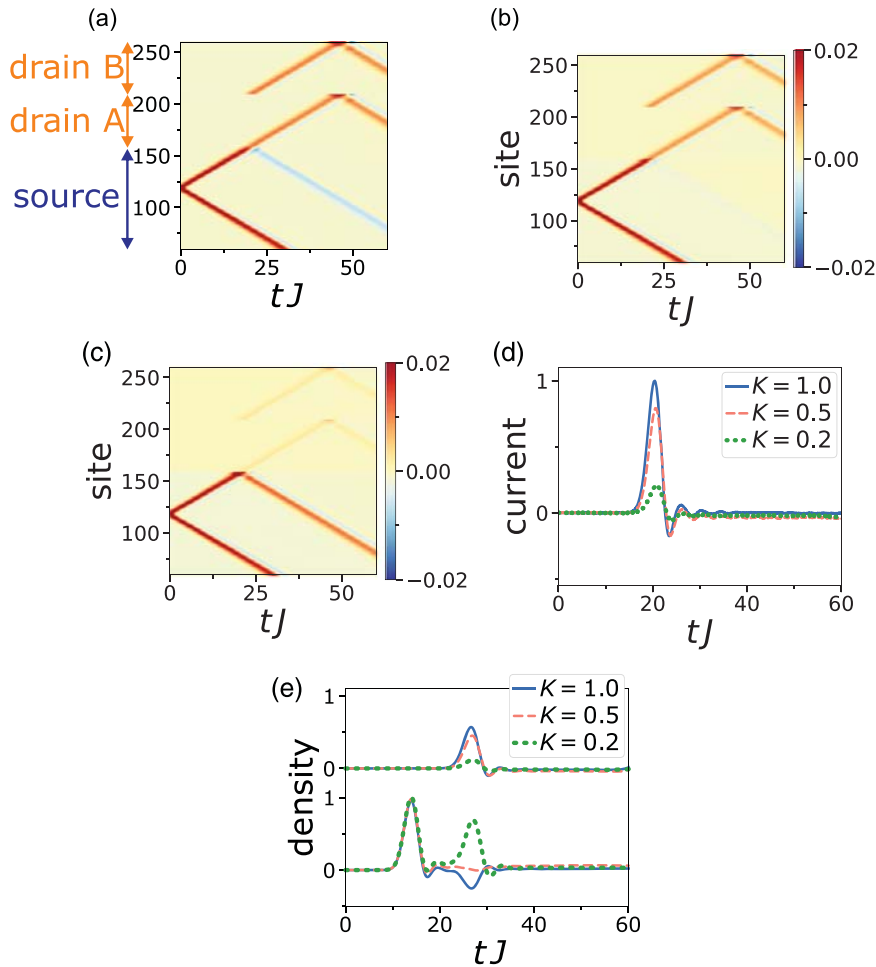 (a)
drain B
drain A
source
250
200
150
100
0
25
50
tJ
(b)
site
250
200
150
100
0
25
50
tJ
0.02
0.00
−0.02
(c)
site
250
200
150
100
0
25
50
tJ
0.02
0.00
−0.02
(d)
current
1
0
0
20
40
60
tJ
K = 1.0
K = 0.5
K = 0.2
(e)
density
1
0
1
0
0
20
40
60
tJ
K = 1.0
K = 0.5
K = 0.2